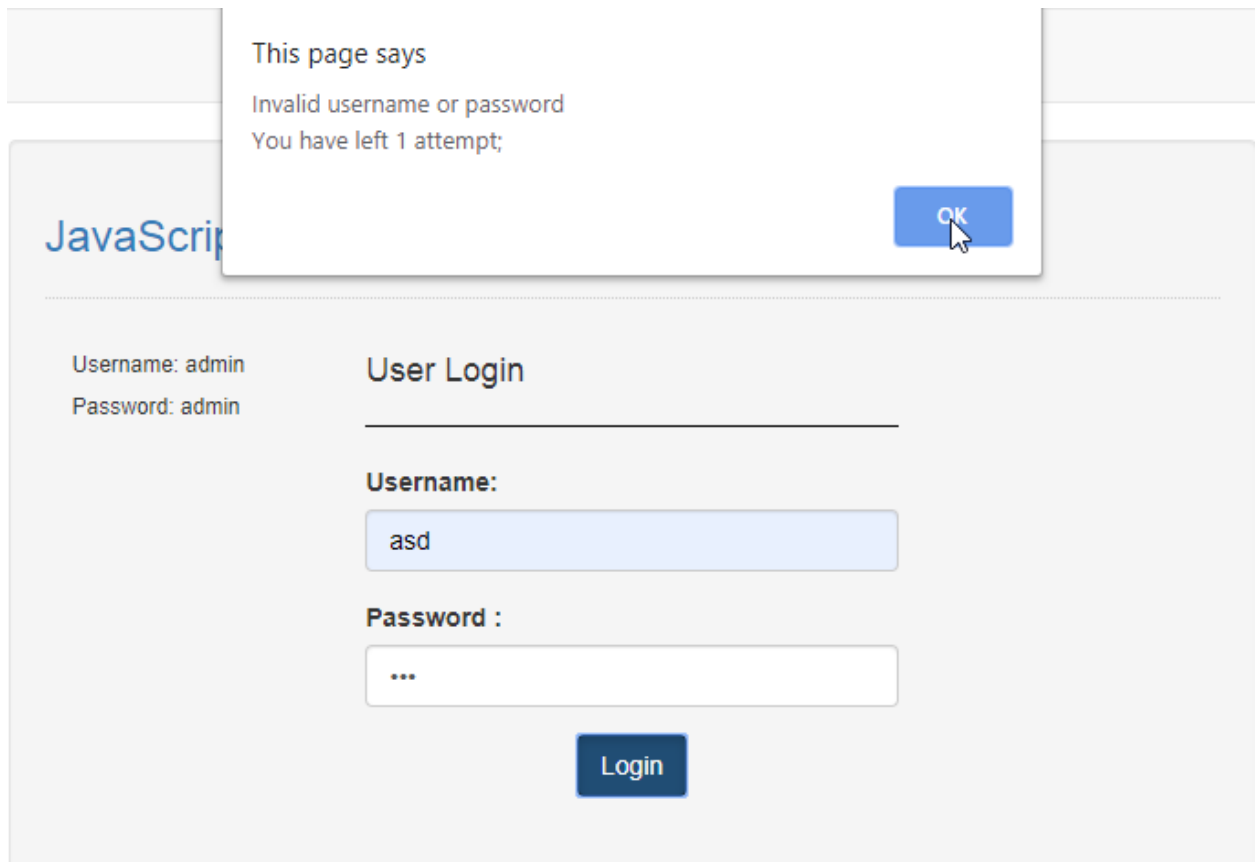 This page says
Invalid username or password
You have left 1 attempt;
OK
JavaScrip
Username: admin
Password: admin
User Login
Username:
asd
Password :
•••
Login